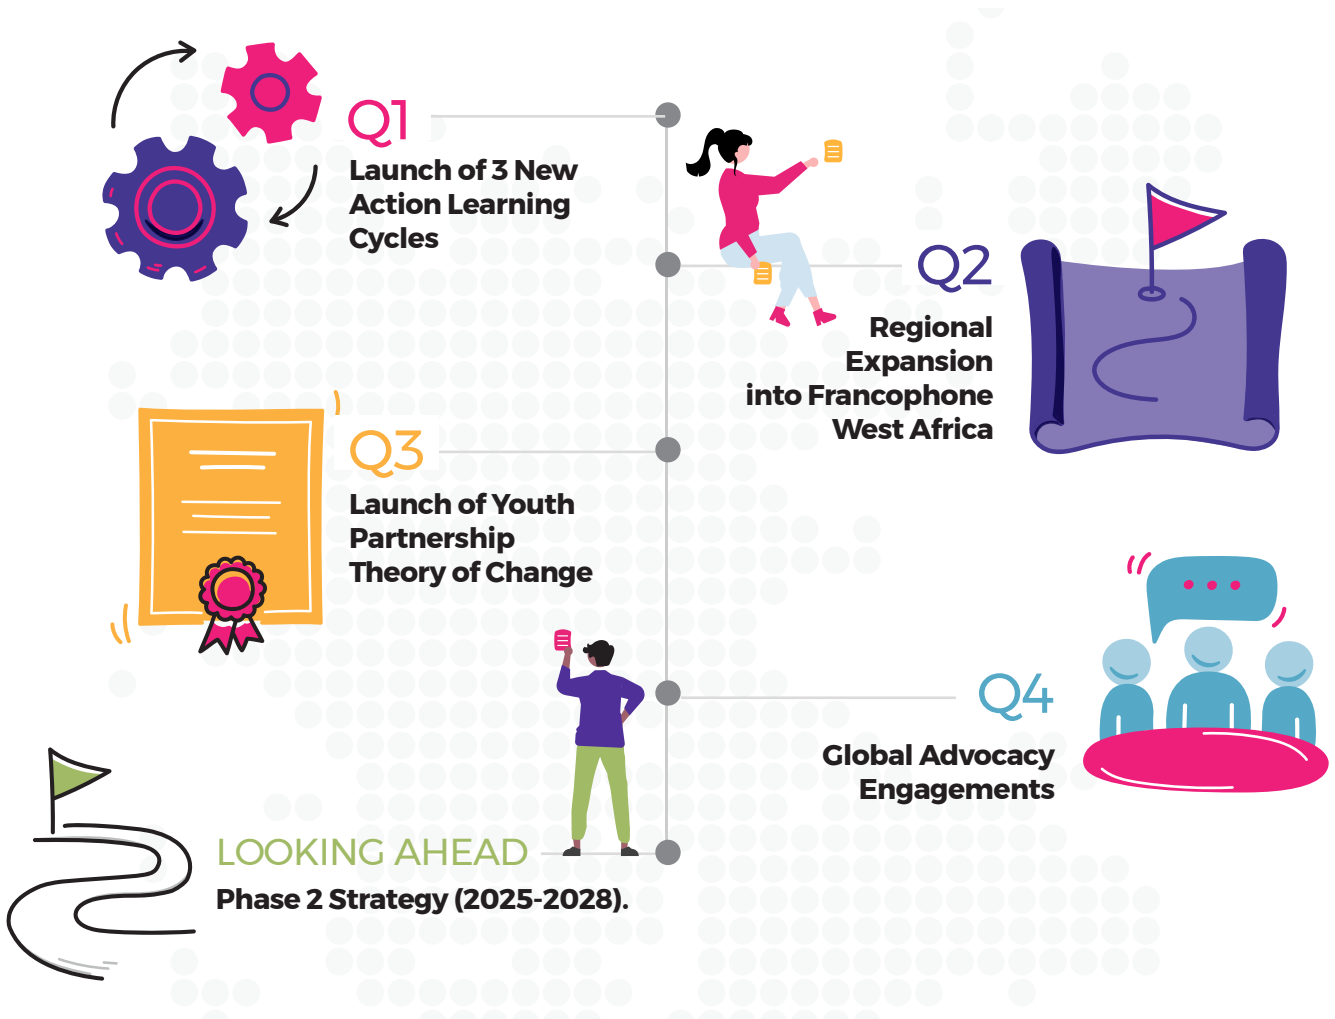 Q1
Launch of 3 New
Action Learning
Cycles
Q2
Regional
Expansion
into Francophone
West Africa
Q3
Launch of Youth
Partnership
Theory of Change
Q4
Global Advocacy
Engagements
LOOKING AHEAD
Phase 2 Strategy (2025-2028).